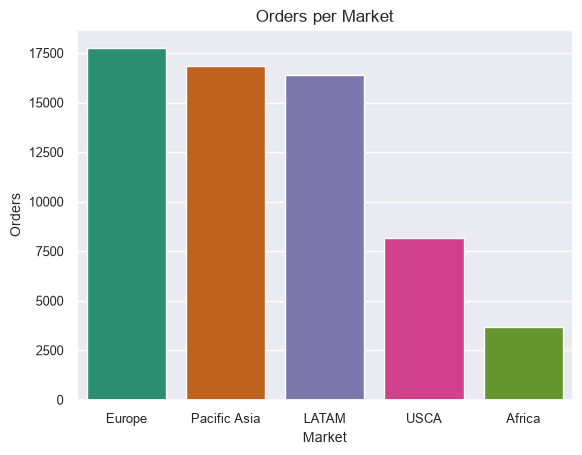 Orders per Market
17500
15000
12500
10000
7500
5000
2500
0
Orders
Europe Pacific Asia LATAM USCA Africa
Market